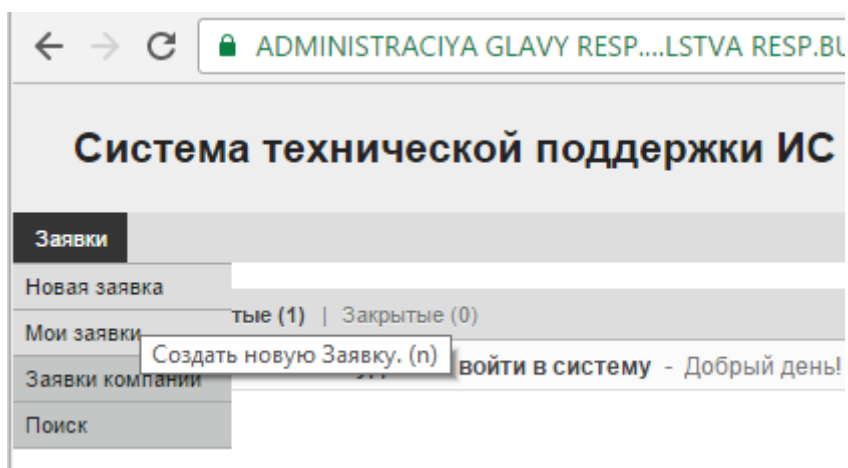 ADMINISTRACIYA GLAVY RESP....LSTVA RESP.BU
Система технической поддержки ИС
Заявки
Новая заявка
тые (1) | Закрытые (0)
Мои заявки
Создать новую Заявку. (n)
войти в систему - Добрый день!
Заявки компании
Поиск